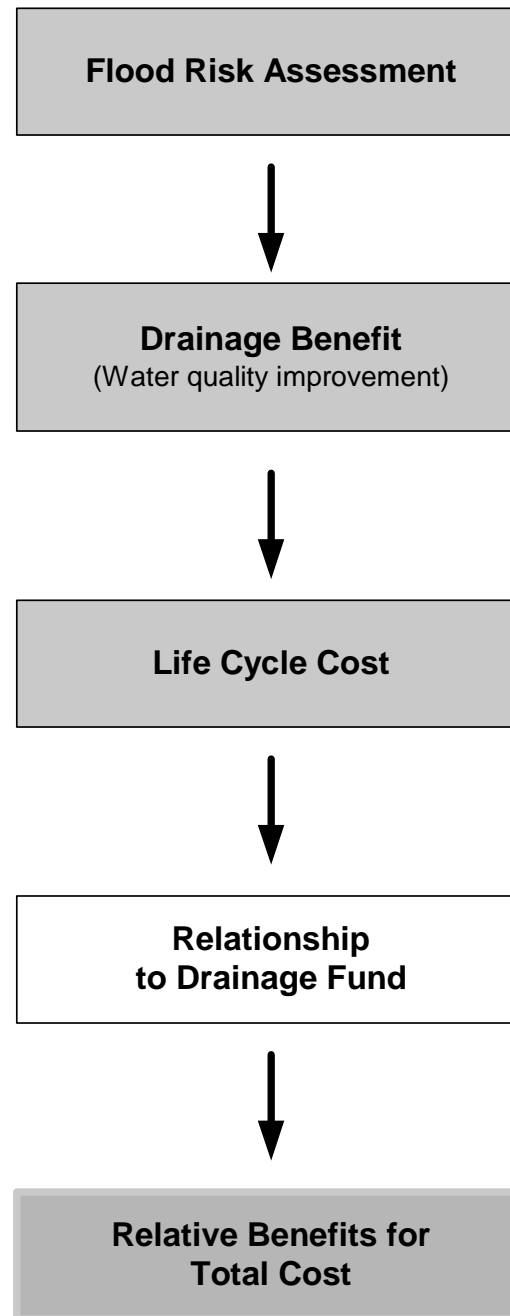 Flood Risk Assessment
Drainage Benefit
(Water quality improvement)
Life Cycle Cost
Relationship
to Drainage Fund
Relative Benefits for
Total Cost